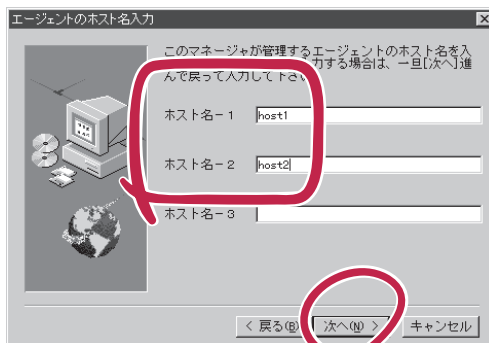 エージェントのホスト名入力
このマネージャが管理するエージェントのホスト名を入
力する場合は、一旦[次へ]進
んで戻って入力して下さい
ホスト名－１ host1
ホスト名－２ host2
ホスト名－３
< 戻る(B) 次へ(N) > キャンセル